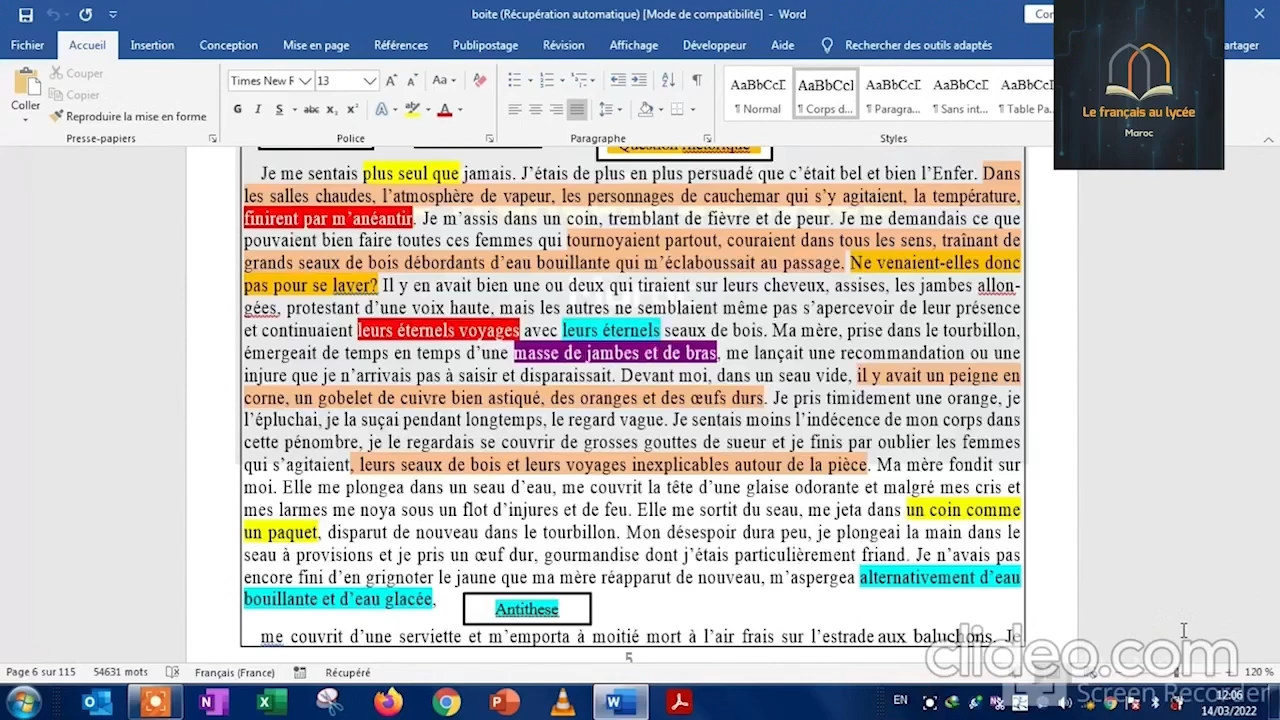 boite (Récupération automatique) [Mode de compatibilité] - Word
Fichier Accueil Insertion Conception Mise en page Références Publipostage Révision Affichage Développeur Aide Rechercher des outils adaptés
Le français au lycée
Maroc
Coller
Couper
Copier
Reproduire la mise en forme
Presse-papiers
Times New F 13
Police
Paragraphe
AaBbCcI AaBbCcI AaBbCcI AaBbCcI AaBbCcI
¶ Normal ¶ Corps d... ¶ Paragra... ¶ Sans int... ¶ Table Pa...
Styles
Question rhétorique
Je me sentais plus seul que jamais. J’étais de plus en plus persuadé que c’était bel et bien l’Enfer. Dans
les salles chaudes, l’atmosphère de vapeur, les personnages de cauchemar qui s’y agitaient, la température,
finirent par m’anéantir. Je m’assis dans un coin, tremblant de fièvre et de peur. Je me demandais ce que
pouvaient bien faire toutes ces femmes qui tournoyaient partout, couraient dans tous les sens, traînant de
grands seaux de bois débordants d’eau bouillante qui m’éclaboussait au passage. Ne venaient-elles donc
pas pour se laver? Il y en avait bien une ou deux qui tiraient sur leurs cheveux, assises, les jambes allon-
gées, protestant d’une voix haute, mais les autres ne semblaient même pas s’apercevoir de leur présence
et continuaient leurs éternels voyages avec leurs éternels seaux de bois. Ma mère, prise dans le tourbillon,
émergeait de temps en temps d’une masse de jambes et de bras, me lançait une recommandation ou une
injure que je n’arrivais pas à saisir et disparaissait. Devant moi, dans un seau vide, il y avait un peigne en
corne, un gobelet de cuivre bien astiqué, des oranges et des œufs durs. Je pris timidement une orange, je
l’épluchai, je la suçai pendant longtemps, le regard vague. Je sentais moins l’indécence de mon corps dans
cette pénombre, je le regardais se couvrir de grosses gouttes de sueur et je finis par oublier les femmes
qui s’agitaient, leurs seaux de bois et leurs voyages inexplicables autour de la pièce. Ma mère fondit sur
moi. Elle me plongea dans un seau d’eau, me couvrit la tête d’une glaise odorante et malgré mes cris et
mes larmes me noya sous un flot d’injures et de feu. Elle me sortit du seau, me jeta dans un coin comme
un paquet, disparut de nouveau dans le tourbillon. Mon désespoir dura peu, je plongeai la main dans le
seau à provisions et je pris un œuf dur, gourmandise dont j’étais particulièrement friand. Je n’avais pas
encore fini d’en grignoter le jaune que ma mère réapparut de nouveau, m’aspergea alternativement d’eau
bouillante et d’eau glacée,
Antithese
me couvrit d’une serviette et m’emporta à moitié mort à l’air frais sur l’estrade aux baluchons. Je
5
clideo.com
Page 6 sur 115 54631 mots Français (France) Récupéré 120 %
Screen Recorder
EN
12:06
14/03/2022